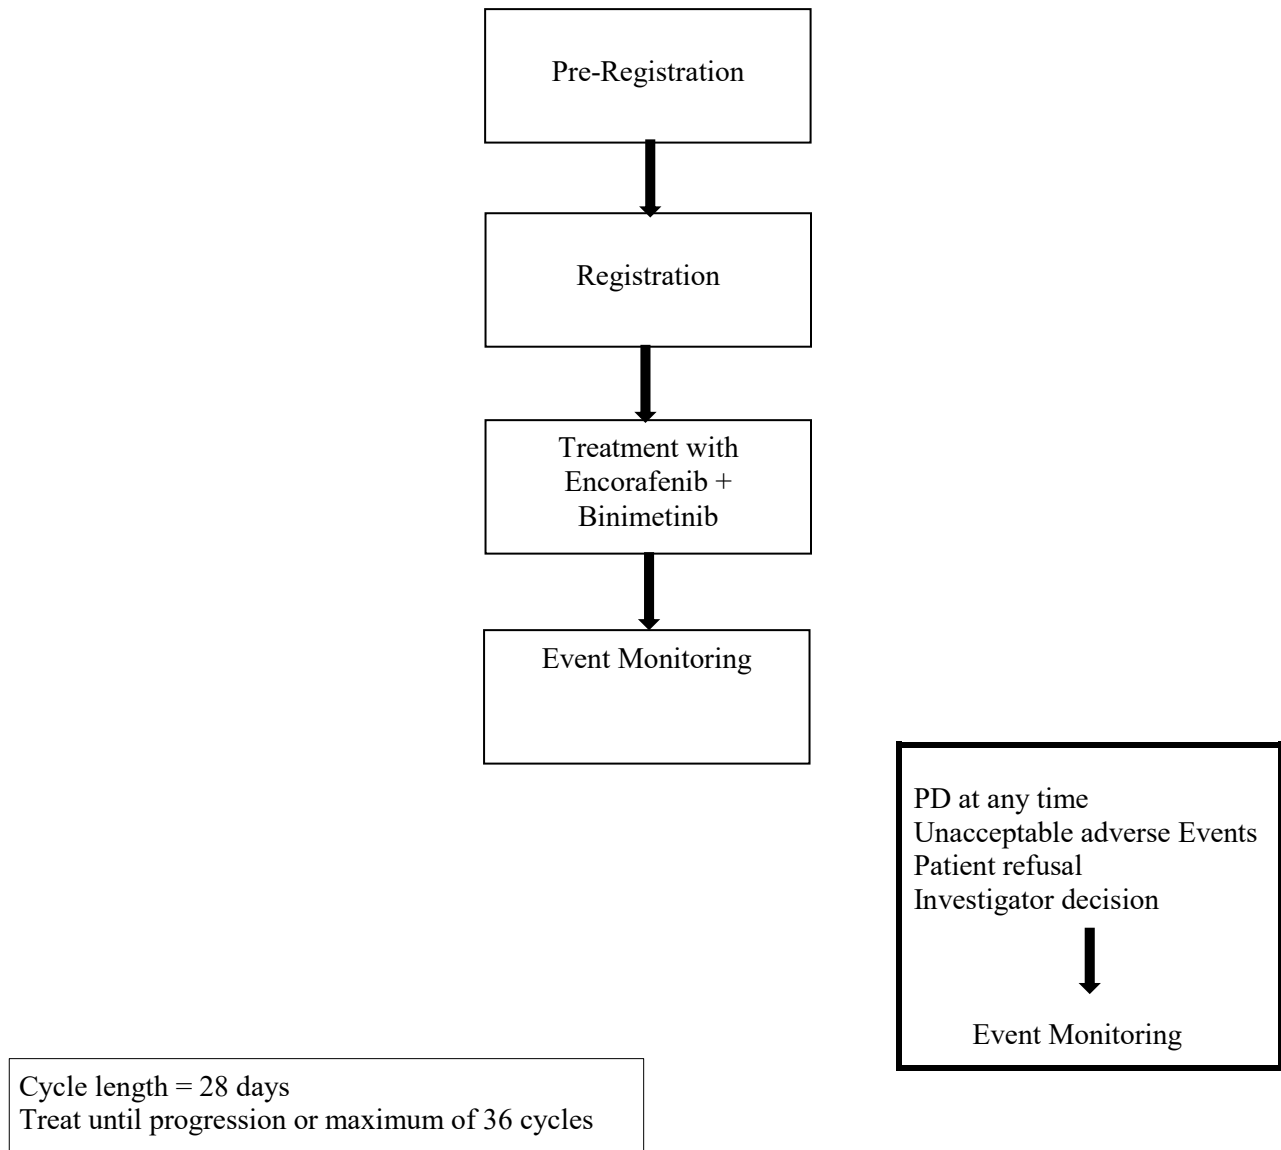 Pre-Registration
Registration
Treatment with
Encorafenib +
Binimetinib
Event Monitoring
PD at any time
Unacceptable adverse Events
Patient refusal
Investigator decision
Event Monitoring
Cycle length = 28 days
Treat until progression or maximum of 36 cycles